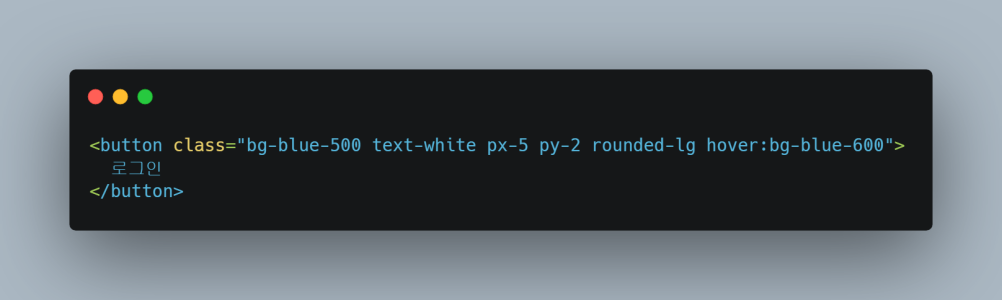 <button class="bg-blue-500 text-white px-5 py-2 rounded-lg hover:bg-blue-600">
  로그인
</button>